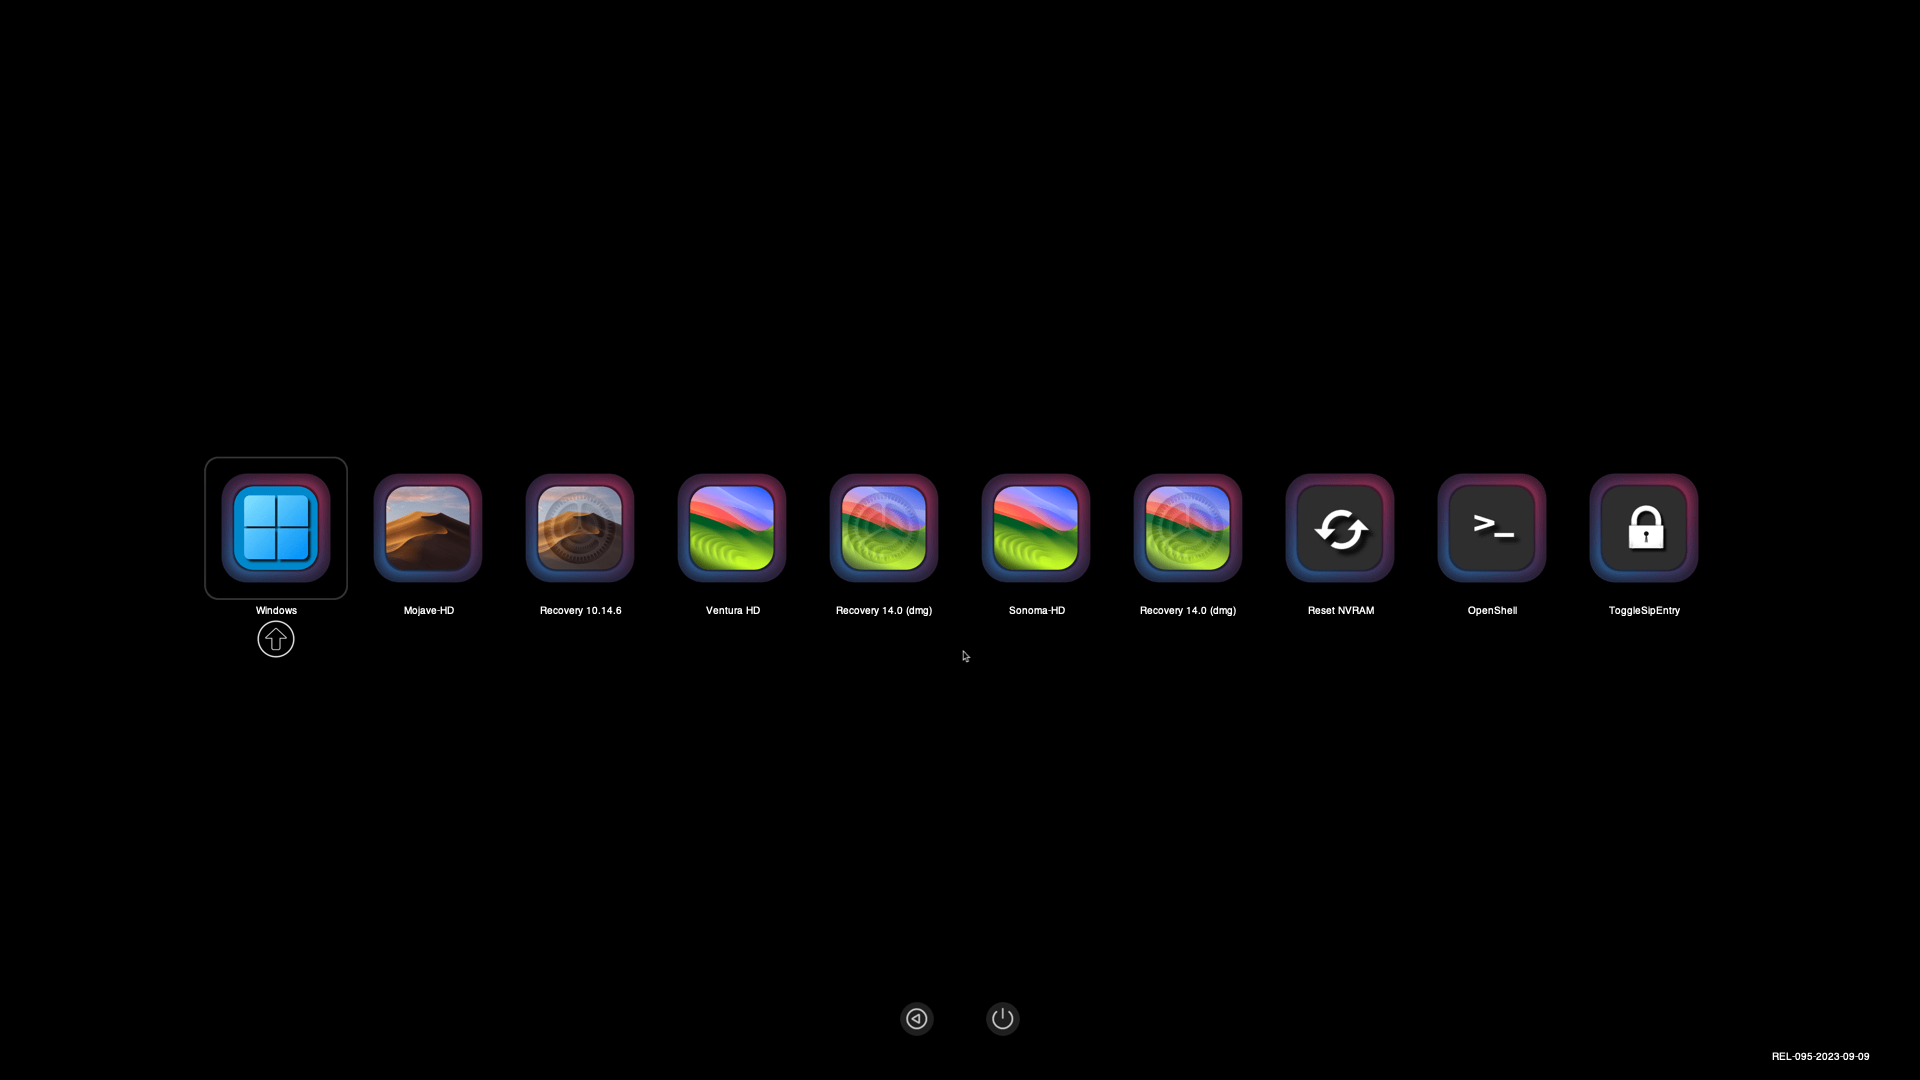 Windows
Mojave-HD
Recovery 10.14.6
Ventura HD
Recovery 14.0 (dmg)
Sonoma-HD
Recovery 14.0 (dmg)
Reset NVRAM
OpenShell
ToggleSipEntry
>_
REL-095-2023-09-09